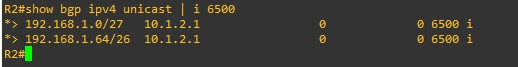 R2#show bgp ipv4 unicast | i 6500
*> 192.168.1.0/27   10.1.2.1                 0             0 6500 i
*> 192.168.1.64/26  10.1.2.1                 0             0 6500 i
R2#